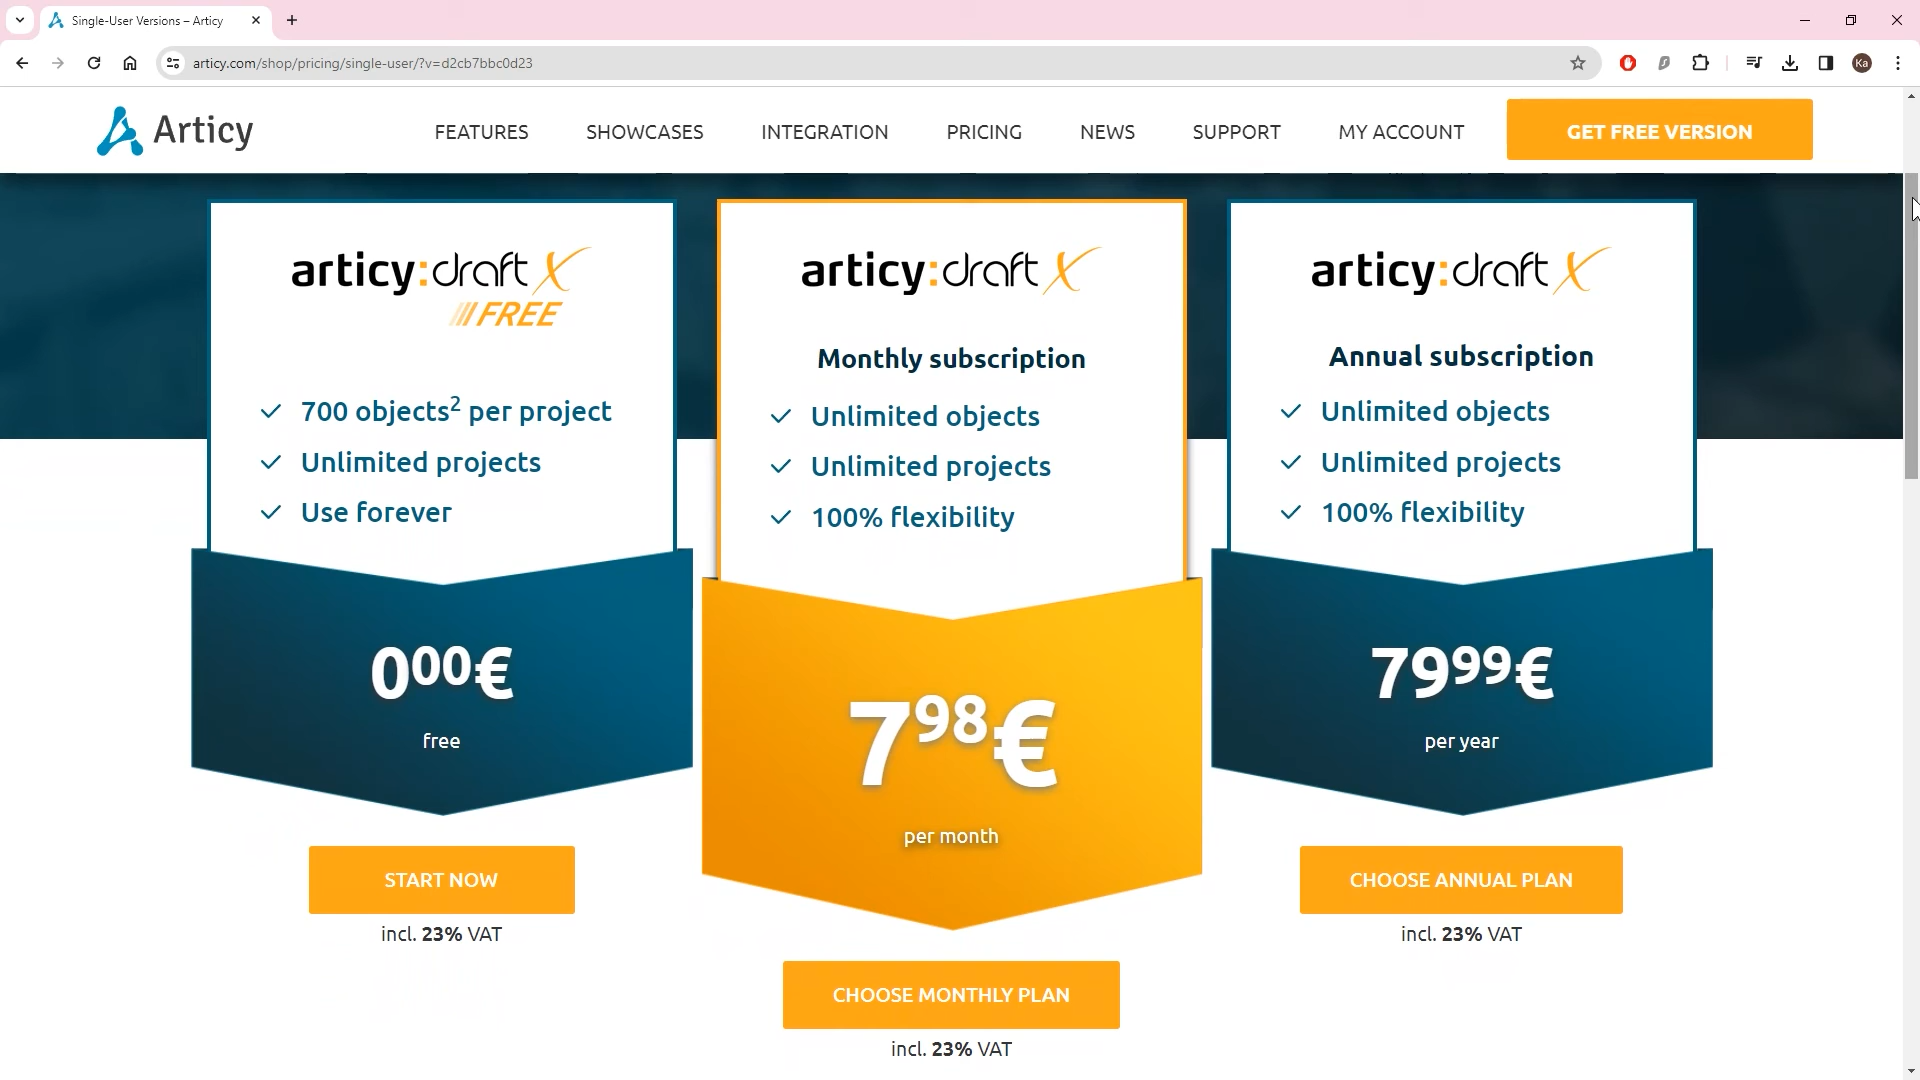 Single-User Versions – Articy
articy.com/shop/pricing/single-user/?v=d2cb7bbc0d23
Ka
Articy
FEATURES
SHOWCASES
INTEGRATION
PRICING
NEWS
SUPPORT
MY ACCOUNT
GET FREE VERSION
articy:draft X
FREE
700 objects² per project
Unlimited projects
Use forever
0⁰⁰€
free
START NOW
incl. 23% VAT
articy:draft X
Monthly subscription
Unlimited objects
Unlimited projects
100% flexibility
7⁹⁸€
per month
CHOOSE MONTHLY PLAN
incl. 23% VAT
articy:draft X
Annual subscription
Unlimited objects
Unlimited projects
100% flexibility
79⁹⁹€
per year
CHOOSE ANNUAL PLAN
incl. 23% VAT